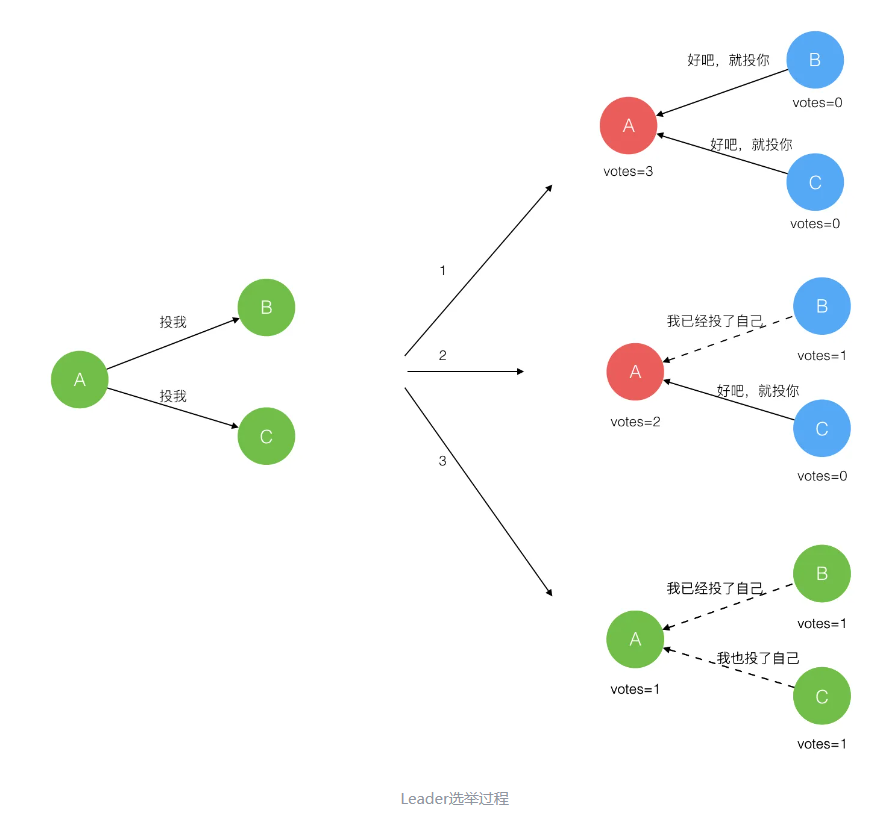 A
投我
B
投我
C
1
2
3
好吧，就投你
B
votes=0
A
votes=3
好吧，就投你
C
votes=0
我已经投了自己
B
votes=1
A
votes=2
好吧，就投你
C
votes=0
我已经投了自己
B
votes=1
A
votes=1
我也投了自己
C
votes=1
Leader选举过程